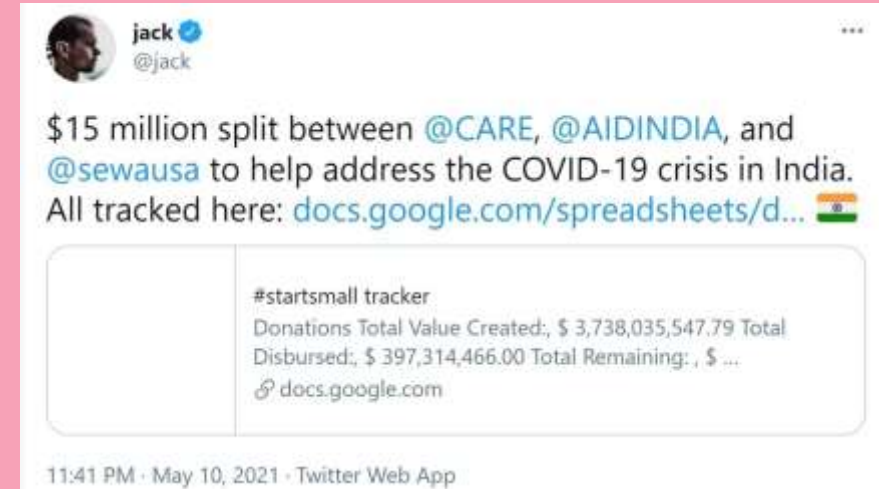 jack
@jack
$15 million split between @CARE, @AIDINDIA, and
@sewausa to help address the COVID-19 crisis in India.
All tracked here: docs.google.com/spreadsheets/d... 🇮🇳
#startsmall tracker
Donations Total Value Created:, $ 3,738,035,547.79 Total
Disbursed:, $ 397,314,466.00 Total Remaining: , $ ...
docs.google.com
11:41 PM · May 10, 2021 · Twitter Web App